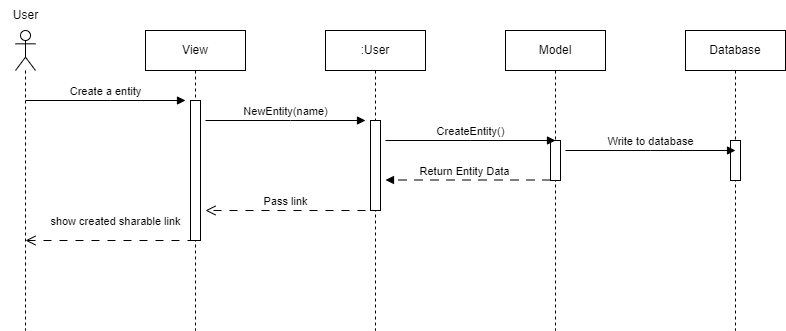 User
View
:User
Model
Database
Create a entity
NewEntity(name)
CreateEntity()
Write to database
Return Entity Data
Pass link
show created sharable link